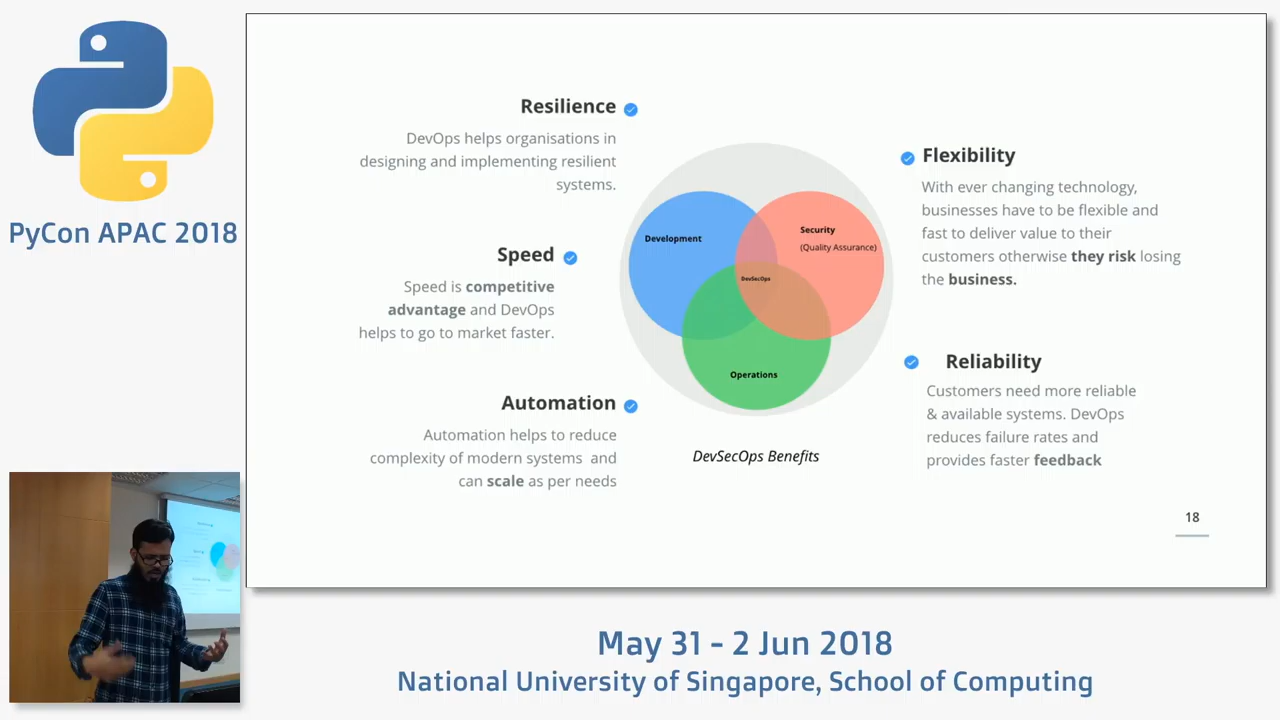 PyCon APAC 2018
Resilience
DevOps helps organisations in
designing and implementing resilient
systems.
Speed
Speed is competitive
advantage and DevOps
helps to go to market faster.
Automation
Automation helps to reduce
complexity of modern systems and
can scale as per needs
Development
Security
(Quality Assurance)
DevSecOps
Operations
DevSecOps Benefits
Flexibility
With ever changing technology,
businesses have to be flexible and
fast to deliver value to their
customers otherwise they risk losing
the business.
Reliability
Customers need more reliable
& available systems. DevOps
reduces failure rates and
provides faster feedback
18
May 31 - 2 Jun 2018
National University of Singapore, School of Computing